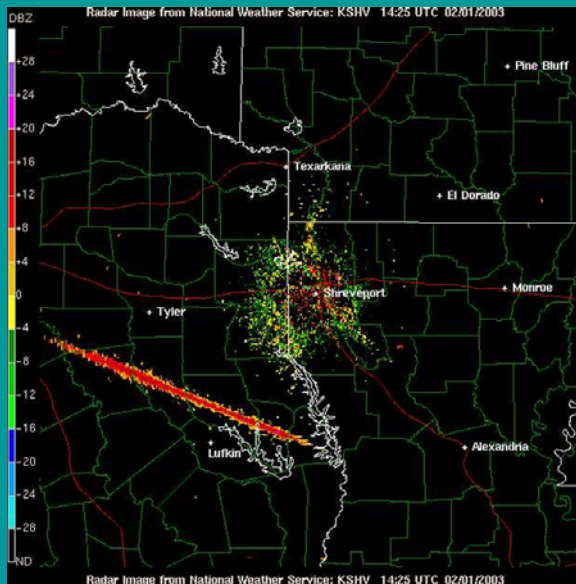 Radar Image from National Weather Service: KSHV 14:25 UTC 02/01/2003
DBZ
+28
+24
+20
+16
+12
+8
+4
0
-4
-8
-12
-16
-20
-24
-28
ND
Pine Bluff
Texarkana
El Dorado
Shreveport
Monroe
Tyler
Lufkin
Alexandria
Radar Image from National Weather Service: KSHV 14:25 UTC 02/01/2003